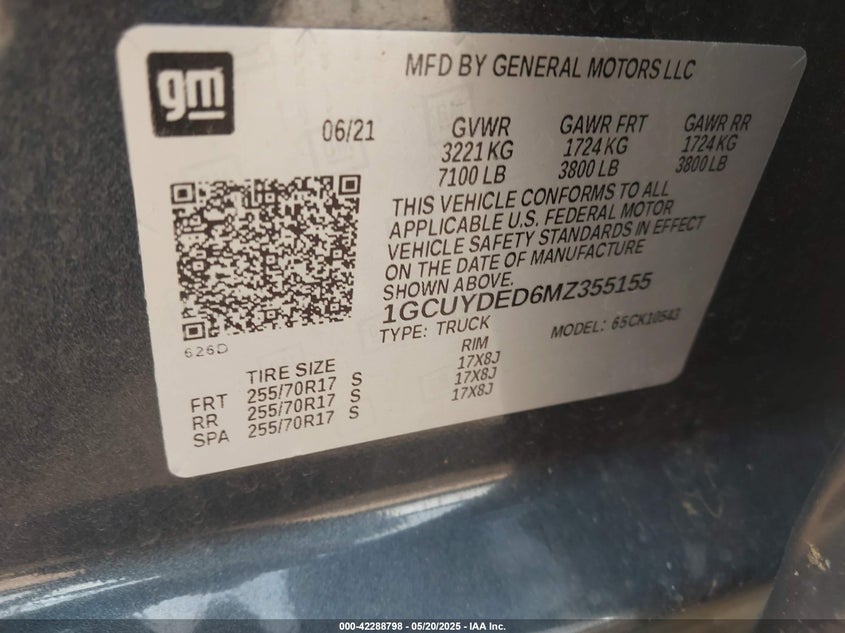 gm
MFD BY GENERAL MOTORS LLC
06/21
GVWR GAWR FRT GAWR RR
3221 KG 1724 KG 1724 KG
7100 LB 3800 LB 3800 LB
THIS VEHICLE CONFORMS TO ALL
APPLICABLE U.S. FEDERAL MOTOR
VEHICLE SAFETY STANDARDS IN EFFECT
ON THE DATE OF MANUFACTURE
SHOWN ABOVE.
1GCUYDED6MZ355155
TYPE: TRUCK MODEL: 65CK10543
626D
TIRE SIZE RIM
FRT 255/70R17 S 17X8J
RR 255/70R17 S 17X8J
SPA 255/70R17 S 17X8J
000-42288798 — 05/20/2025 — IAA Inc.